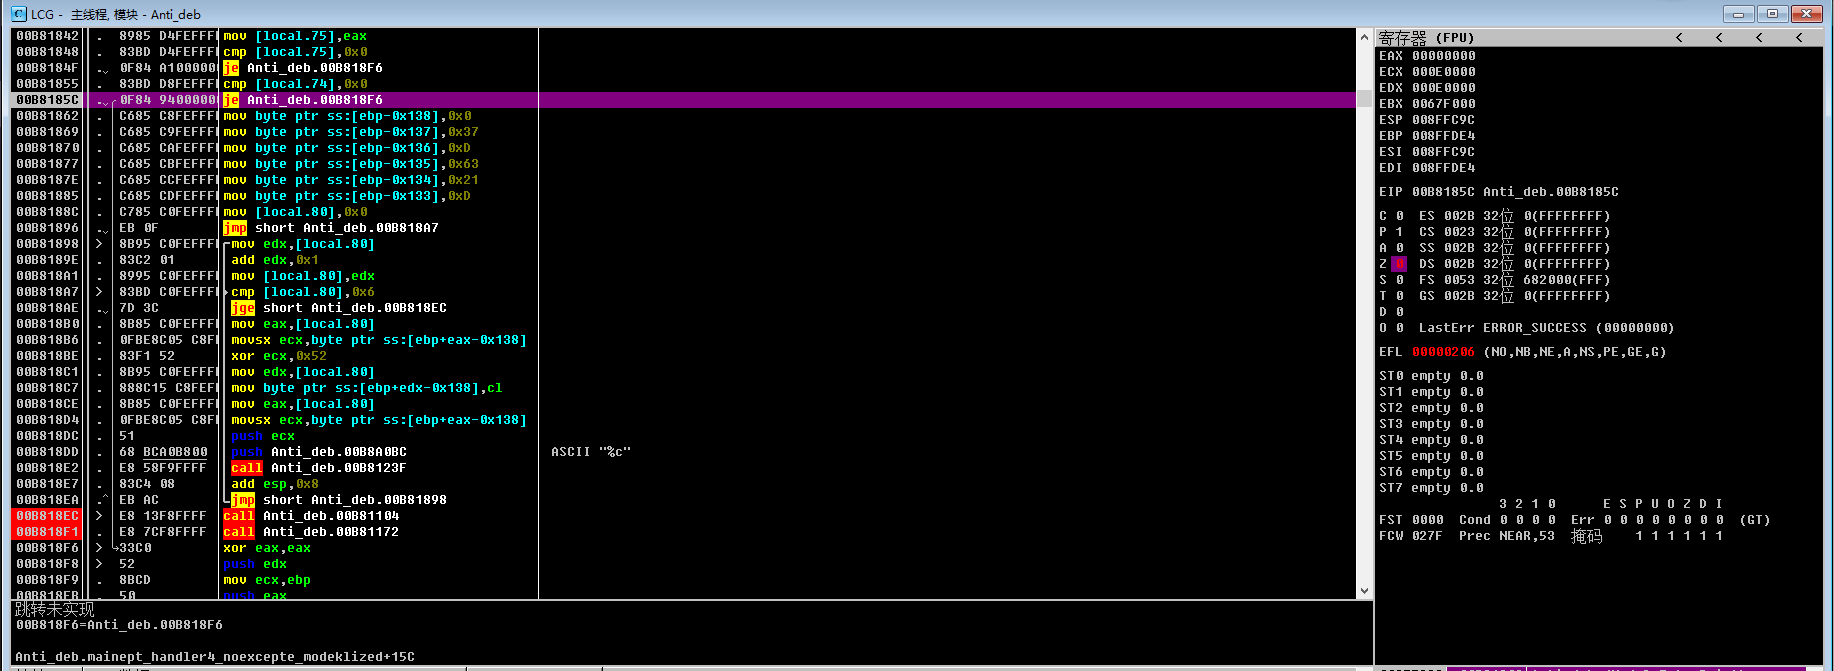 LCG - 主线程, 模块 - Anti_deb
00B81842 . 8985 D4FEFFFF mov [local.75],eax
00B81848 . 83BD D4FEFFFF cmp [local.75],0x0
00B8184F . 0F84 A1000000 je Anti_deb.00B818F6
00B81855 . 83BD D8FEFFFF cmp [local.74],0x0
00B8185C . 0F84 94000000 je Anti_deb.00B818F6
00B81862 . C685 C8FEFFFF mov byte ptr ss:[ebp-0x138],0x0
00B81869 . C685 C9FEFFFF mov byte ptr ss:[ebp-0x137],0x37
00B81870 . C685 CAFEFFFF mov byte ptr ss:[ebp-0x136],0xD
00B81877 . C685 CBFEFFFF mov byte ptr ss:[ebp-0x135],0x63
00B8187E . C685 CCFEFFFF mov byte ptr ss:[ebp-0x134],0x21
00B81885 . C685 CDFEFFFF mov byte ptr ss:[ebp-0x133],0xD
00B8188C . C785 C0FEFFFF mov [local.80],0x0
00B81896 . EB 0F jmp short Anti_deb.00B818A7
00B81898 > 8B95 C0FEFFFF mov edx,[local.80]
00B8189E . 83C2 01 add edx,0x1
00B818A1 . 8995 C0FEFFFF mov [local.80],edx
00B818A7 > 83BD C0FEFFFF cmp [local.80],0x6
00B818AE . 7D 3C jge short Anti_deb.00B818EC
00B818B0 . 8B85 C0FEFFFF mov eax,[local.80]
00B818B6 . 0FBE8C05 C8FE movsx ecx,byte ptr ss:[ebp+eax-0x138]
00B818BE . 83F1 52 xor ecx,0x52
00B818C1 . 8B95 C0FEFFFF mov edx,[local.80]
00B818C7 . 888C15 C8FEFF mov byte ptr ss:[ebp+edx-0x138],cl
00B818CE . 8B85 C0FEFFFF mov eax,[local.80]
00B818D4 . 0FBE8C05 C8FE movsx ecx,byte ptr ss:[ebp+eax-0x138]
00B818DC . 51 push ecx
00B818DD . 68 BCA0B800 push Anti_deb.00B8A0BC ASCII "%c"
00B818E2 . E8 58F9FFFF call Anti_deb.00B8123F
00B818E7 . 83C4 08 add esp,0x8
00B818EA .^ EB AC jmp short Anti_deb.00B81898
00B818EC > E8 13F8FFFF call Anti_deb.00B81104
00B818F1 . E8 7CF8FFFF call Anti_deb.00B81172
00B818F6 > 33C0 xor eax,eax
00B818F8 > 52 push edx
00B818F9 . 8BCD mov ecx,ebp
00B818FB . 50 push eax
跳转未实现
00B818F6=Anti_deb.00B818F6
Anti_deb.mainept_handler4_noexcepte_modeklized+15C
寄存器 (FPU) < < < <
EAX 00000000
ECX 000E0000
EDX 000E0000
EBX 0067F000
ESP 008FFC9C
EBP 008FFDE4
ESI 008FFC9C
EDI 008FFDE4
EIP 00B8185C Anti_deb.00B8185C
C 0 ES 002B 32位 0(FFFFFFFF)
P 1 CS 0023 32位 0(FFFFFFFF)
A 0 SS 002B 32位 0(FFFFFFFF)
Z 0 DS 002B 32位 0(FFFFFFFF)
S 0 FS 0053 32位 682000(FFF)
T 0 GS 002B 32位 0(FFFFFFFF)
D 0
O 0 LastErr ERROR_SUCCESS (00000000)
EFL 00000206 (NO,NB,NE,A,NS,PE,GE,G)
ST0 empty 0.0
ST1 empty 0.0
ST2 empty 0.0
ST3 empty 0.0
ST4 empty 0.0
ST5 empty 0.0
ST6 empty 0.0
ST7 empty 0.0
3 2 1 0 E S P U O Z D I
FST 0000 Cond 0 0 0 0 Err 0 0 0 0 0 0 0 0 (GT)
FCW 027F Prec NEAR,53 掩码 1 1 1 1 1 1